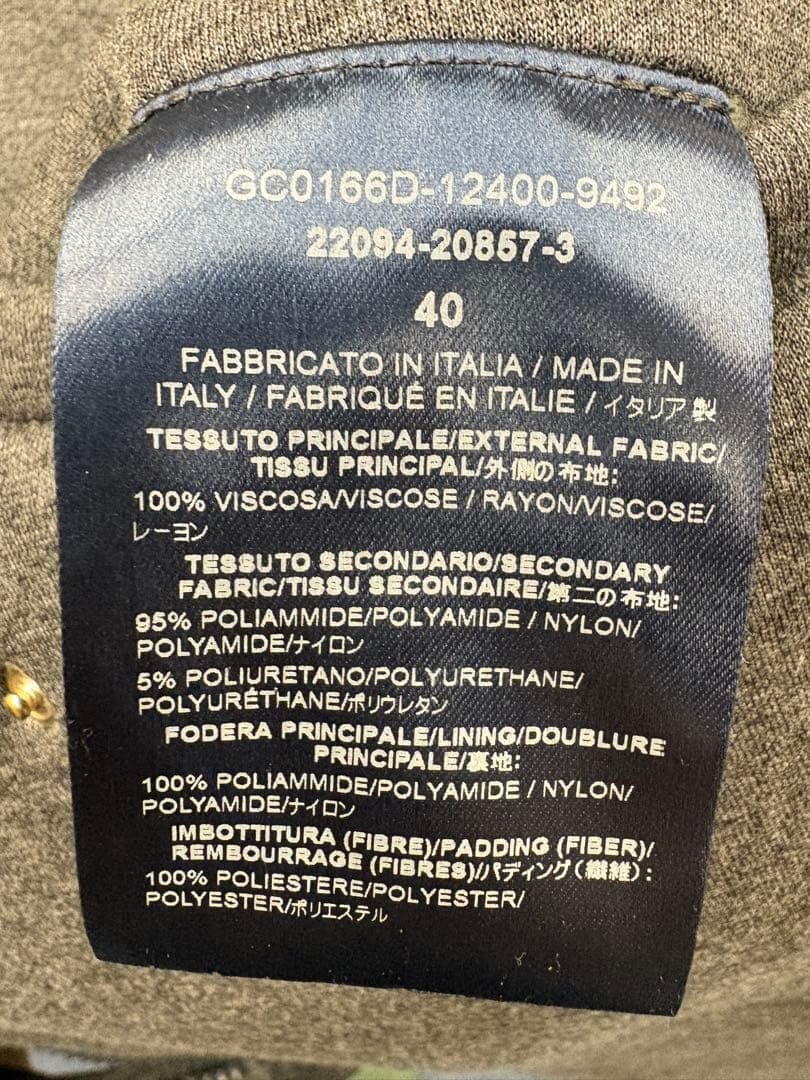 GC0166D-12400-9492
22094-20857-3
40
FABBRICATO IN ITALIA / MADE IN
ITALY / FABRIQUÉ EN ITALIE / イタリア製
TESSUTO PRINCIPALE/EXTERNAL FABRIC/
TISSU PRINCIPAL/外側の布地:
100% VISCOSA/VISCOSE / RAYON/VISCOSE/
レーヨン
TESSUTO SECONDARIO/SECONDARY
FABRIC/TISSU SECONDAIRE/第二の布地:
95% POLIAMMIDE/POLYAMIDE / NYLON/
POLYAMIDE/ナイロン
5% POLIURETANO/POLYURETHANE/
POLYURÉTHANE/ポリウレタン
FODERA PRINCIPALE/LINING/DOUBLURE
PRINCIPALE/裏地:
100% POLIAMMIDE/POLYAMIDE / NYLON/
POLYAMIDE/ナイロン
IMBOTTITURA (FIBRE)/PADDING (FIBER)/
REMBOURRAGE (FIBRES)/パディング(繊維):
100% POLIESTERE/POLYESTER/
POLYESTER/ポリエステル